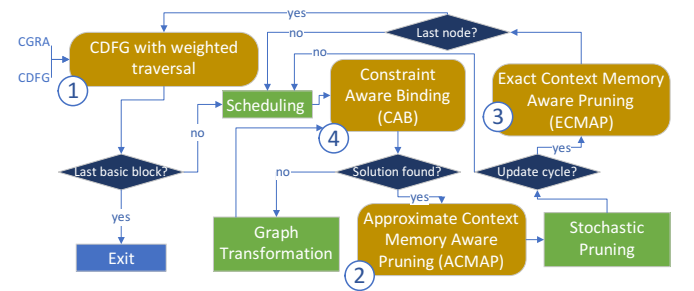 yes
CGRA
CDFG
CDFG with weighted
traversal
1
no
Last node?
no
Scheduling
Constraint
Aware Binding
(CAB)
4
Exact Context Memory
Aware Pruning
(ECMAP)
3
no
yes
Last basic block?
no
Solution found?
yes
Update cycle?
yes
Exit
Graph
Transformation
Approximate Context
Memory Aware
Pruning (ACMAP)
2
Stochastic
Pruning